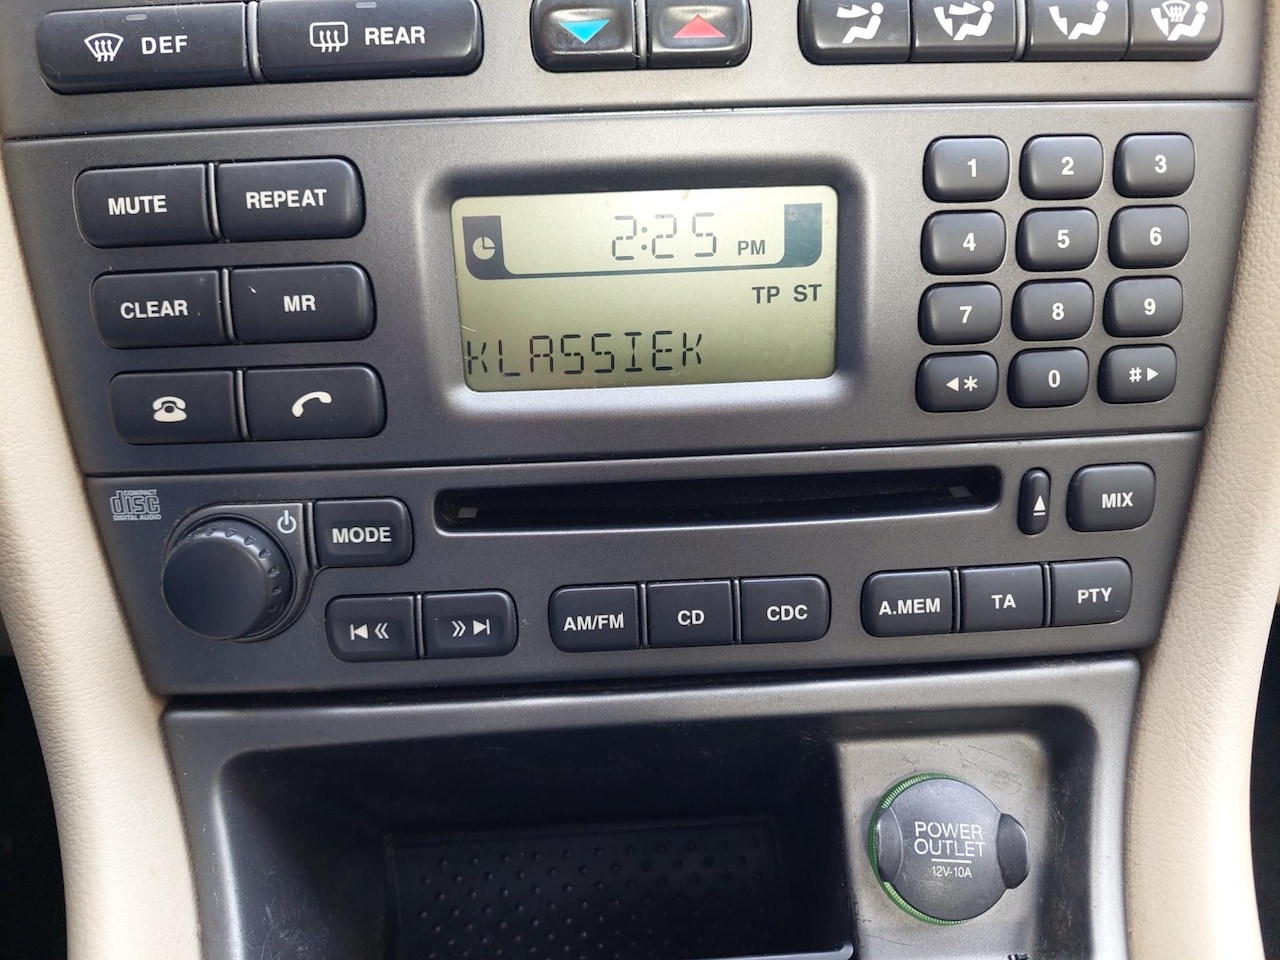 DEF REAR
1 2 3
MUTE REPEAT
2:25 PM
4 5 6
TP ST
CLEAR MR
7 8 9
KLASSIEK
◄* 0 #►
COMPACT
disc
DIGITAL AUDIO
MODE
MIX
AM/FM CD CDC A.MEM TA PTY
POWER
OUTLET
12V-10A